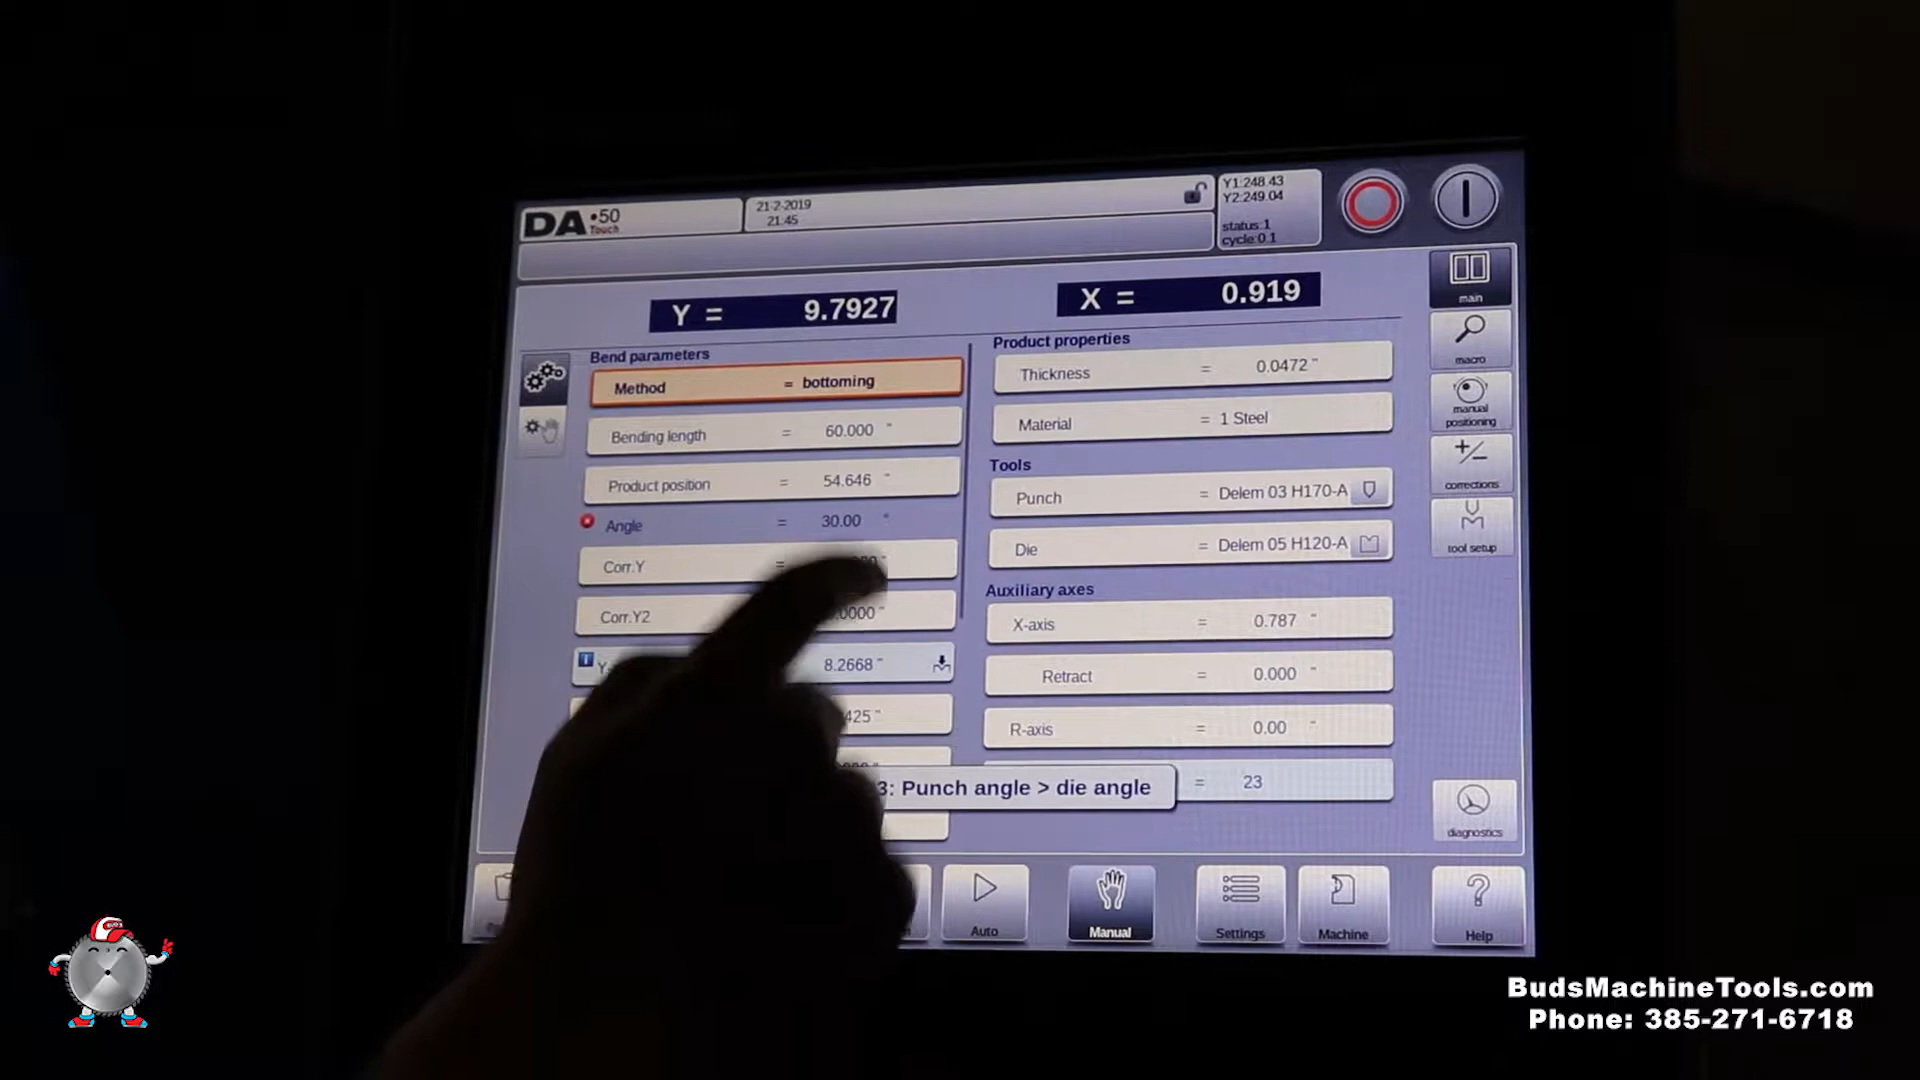 DA•50
Touch
21-2-2019
21:45
Y1:248.43
Y2:249.04
status:1
cycle:0 1
main
Y = 9.7927
X = 0.919
macro
manual
positioning
corrections
tool setup
diagnostics
Bend parameters
Method = bottoming
Bending length = 60.000 "
Product position = 54.646 "
Angle = 30.00 °
Corr.Y =
Corr.Y2 0000 "
8.2668 "
425 "
Product properties
Thickness = 0.0472 "
Material = 1 Steel
Tools
Punch = Delem 03 H170-A
Die = Delem 05 H120-A
Auxiliary axes
X-axis = 0.787 "
Retract = 0.000 "
R-axis = 0.00 "
= 23
3: Punch angle > die angle
Auto
Manual
Settings
Machine
Help
BudsMachineTools.com
Phone: 385-271-6718